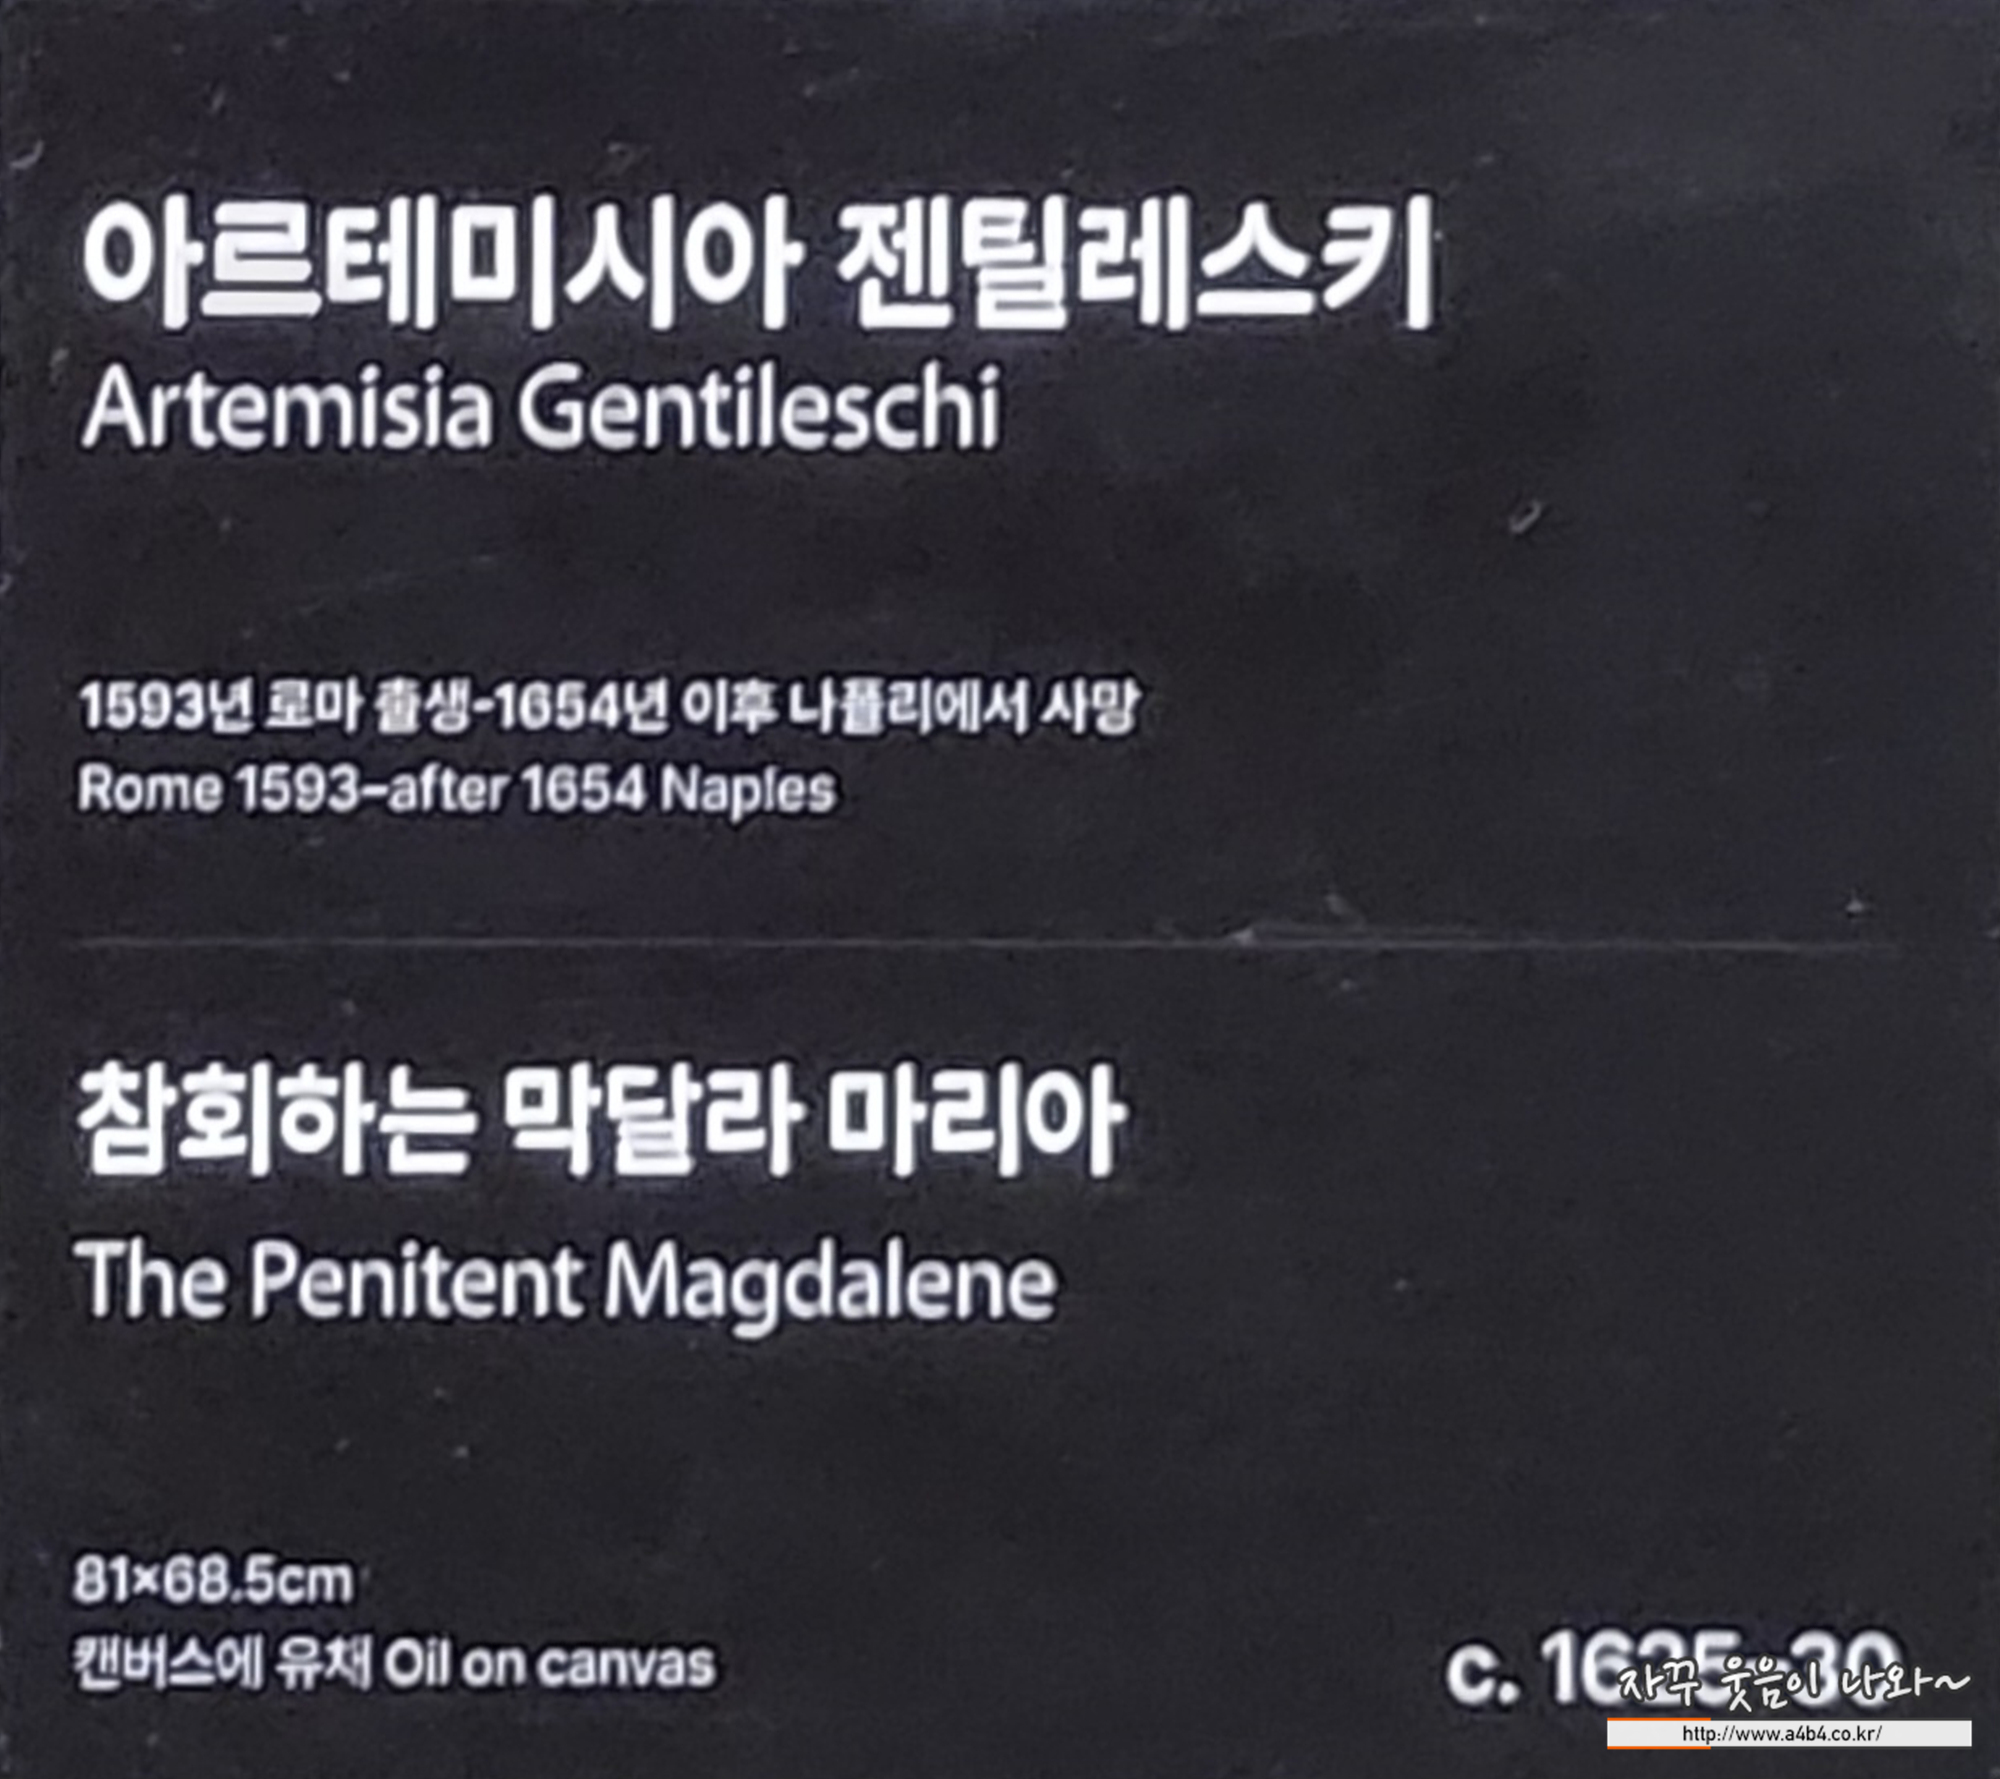 아르테미시아 젠틸레스키
Artemisia Gentileschi
1593년 로마 출생-1654년 이후 나폴리에서 사망
Rome 1593–after 1654 Naples
참회하는 막달라 마리아
The Penitent Magdalene
81×68.5cm
캔버스에 유채 Oil on canvas
c. 1625-30
자꾸 웃음이 나와~
http://www.a4b4.co.kr/